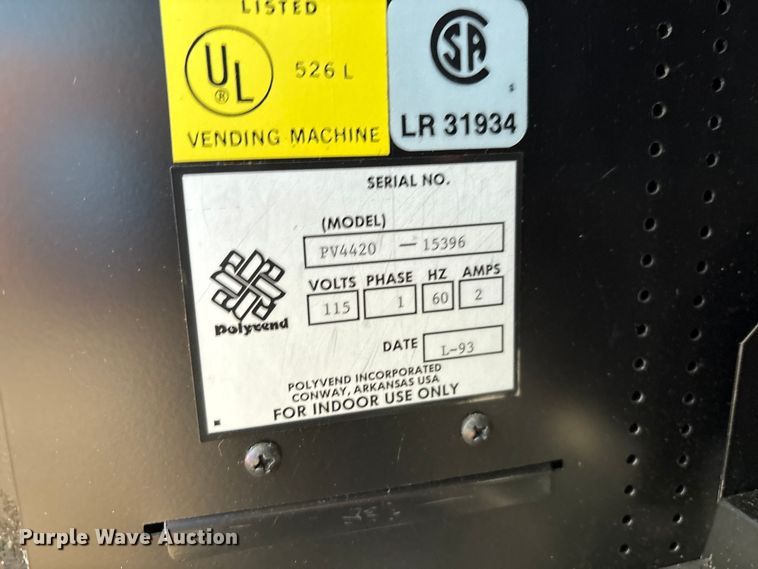 LISTED
UL
®
526 L
VENDING MACHINE
SA
LR 31934
SERIAL NO.
(MODEL)
PV4420 — 15396
VOLTS PHASE HZ AMPS
115 1 60 2
Polyvend
DATE L-93
POLYVEND INCORPORATED
CONWAY, ARKANSAS USA
FOR INDOOR USE ONLY
Purple Wave Auction